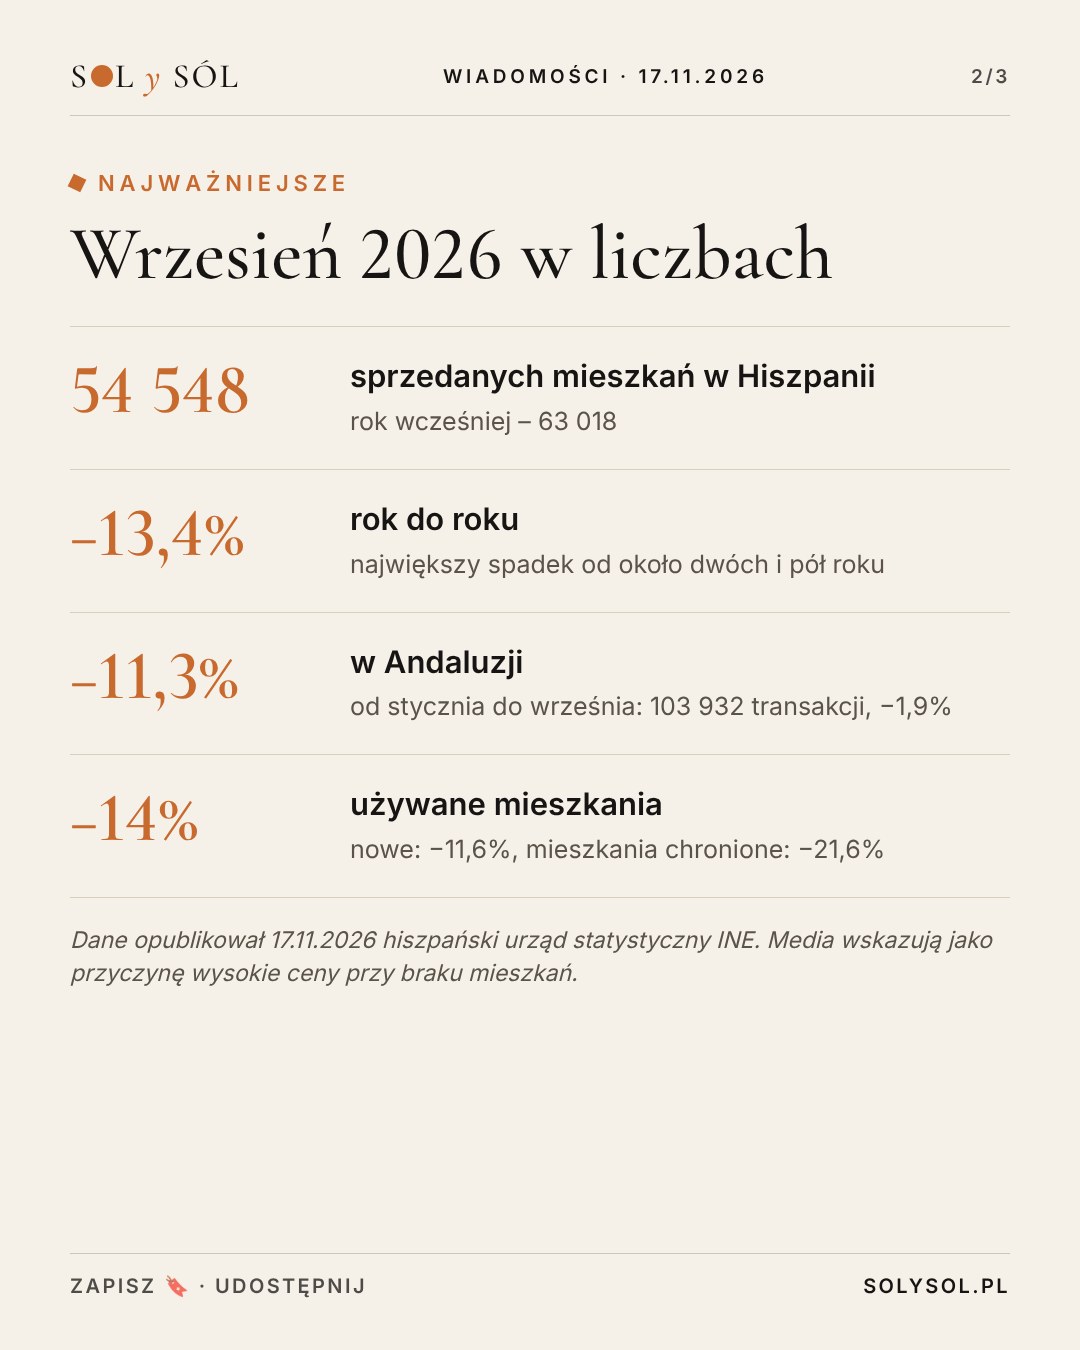 SOL y SÓL
WIADOMOŚCI · 17.11.2026
2/3
NAJWAŻNIEJSZE
Wrzesień 2026 w liczbach
54 548
sprzedanych mieszkań w Hiszpanii
rok wcześniej – 63 018
–13,4%
rok do roku
największy spadek od około dwóch i pół roku
–11,3%
w Andaluzji
od stycznia do września: 103 932 transakcji, −1,9%
–14%
używane mieszkania
nowe: −11,6%, mieszkania chronione: −21,6%
Dane opublikował 17.11.2026 hiszpański urząd statystyczny INE. Media wskazują jako
przyczynę wysokie ceny przy braku mieszkań.
ZAPISZ 🔖 · UDOSTĘPNIJ
SOLYSOL.PL